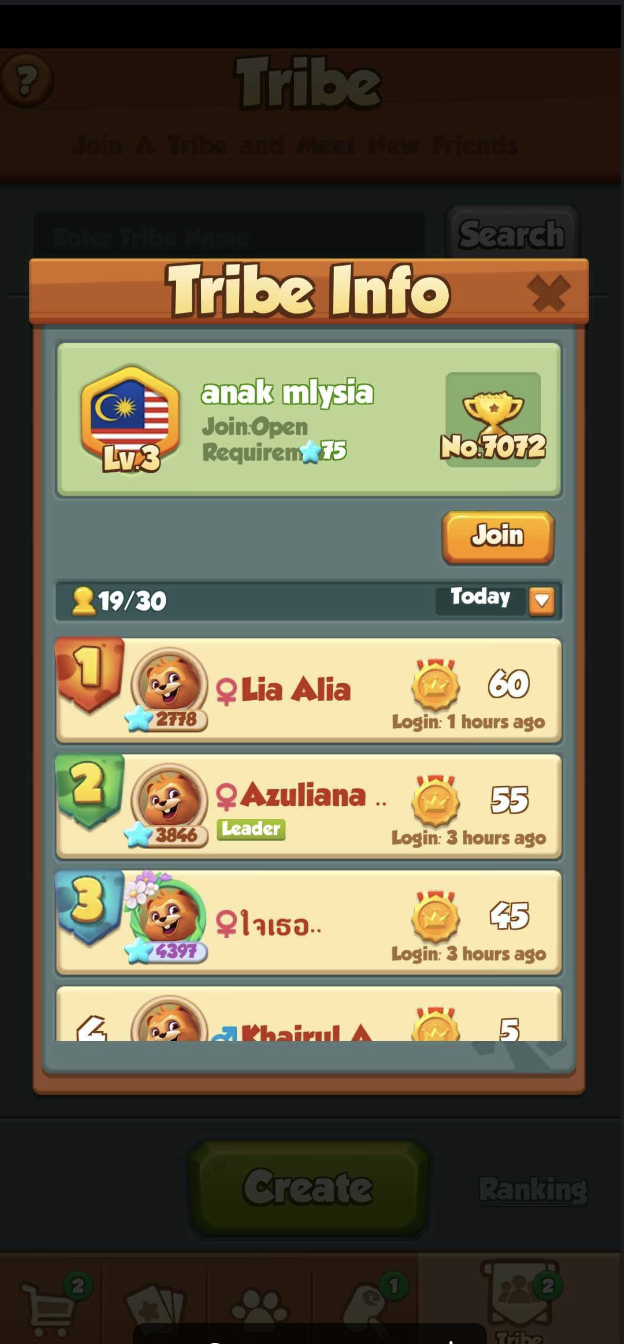 ?
Tribe
Join A Tribe and Meet New Friends
Enter Tribe Name
Search
Tribe Info
anak mlysia
Join:Open
Requirem 75
Lv.3
No.7072
Join
19/30
Today
1
Lia Alia
60
2778
Login: 1 hours ago
2
Azuliana ..
55
3846
Leader
Login: 3 hours ago
3
ใจเธอ..
45
4397
Login: 3 hours ago
Khairul A
5
Create
Ranking
2
1
2
Tribe